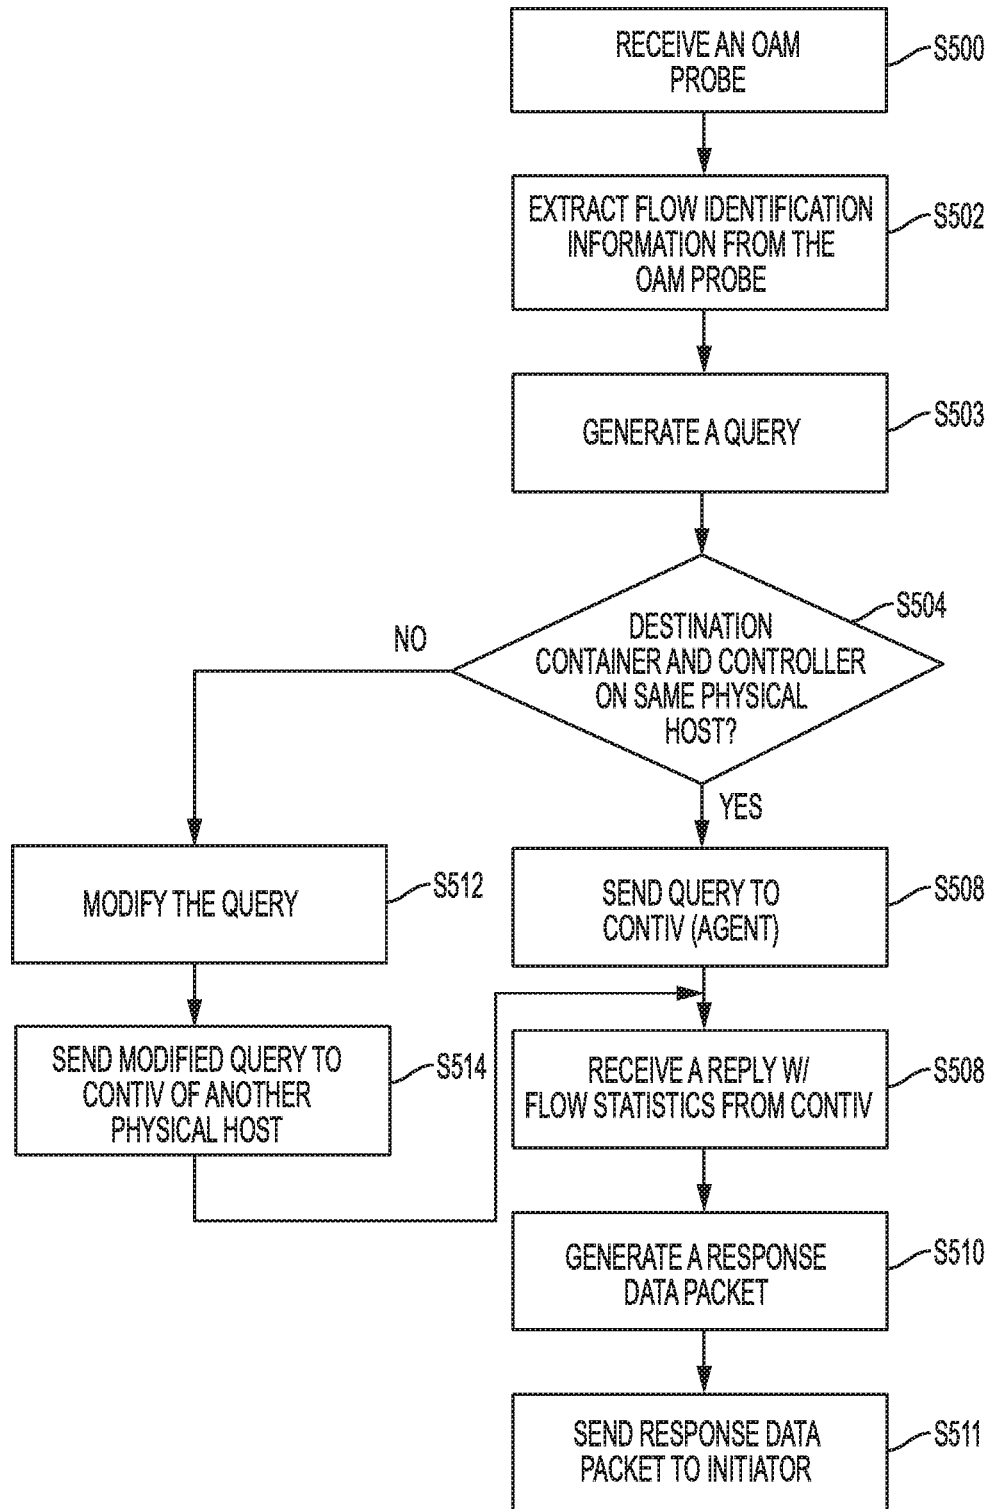 RECEIVE AN OAM
PROBE
S500
EXTRACT FLOW IDENTIFICATION
INFORMATION FROM THE
OAM PROBE
S502
GENERATE A QUERY
S503
DESTINATION
CONTAINER AND CONTROLLER
ON SAME PHYSICAL
HOST?
S504
NO
YES
MODIFY THE QUERY
S512
SEND QUERY TO
CONTIV (AGENT)
S508
SEND MODIFIED QUERY TO
CONTIV OF ANOTHER
PHYSICAL HOST
S514
RECEIVE A REPLY W/
FLOW STATISTICS FROM CONTIV
S508
GENERATE A RESPONSE
DATA PACKET
S510
SEND RESPONSE DATA
PACKET TO INITIATOR
S511